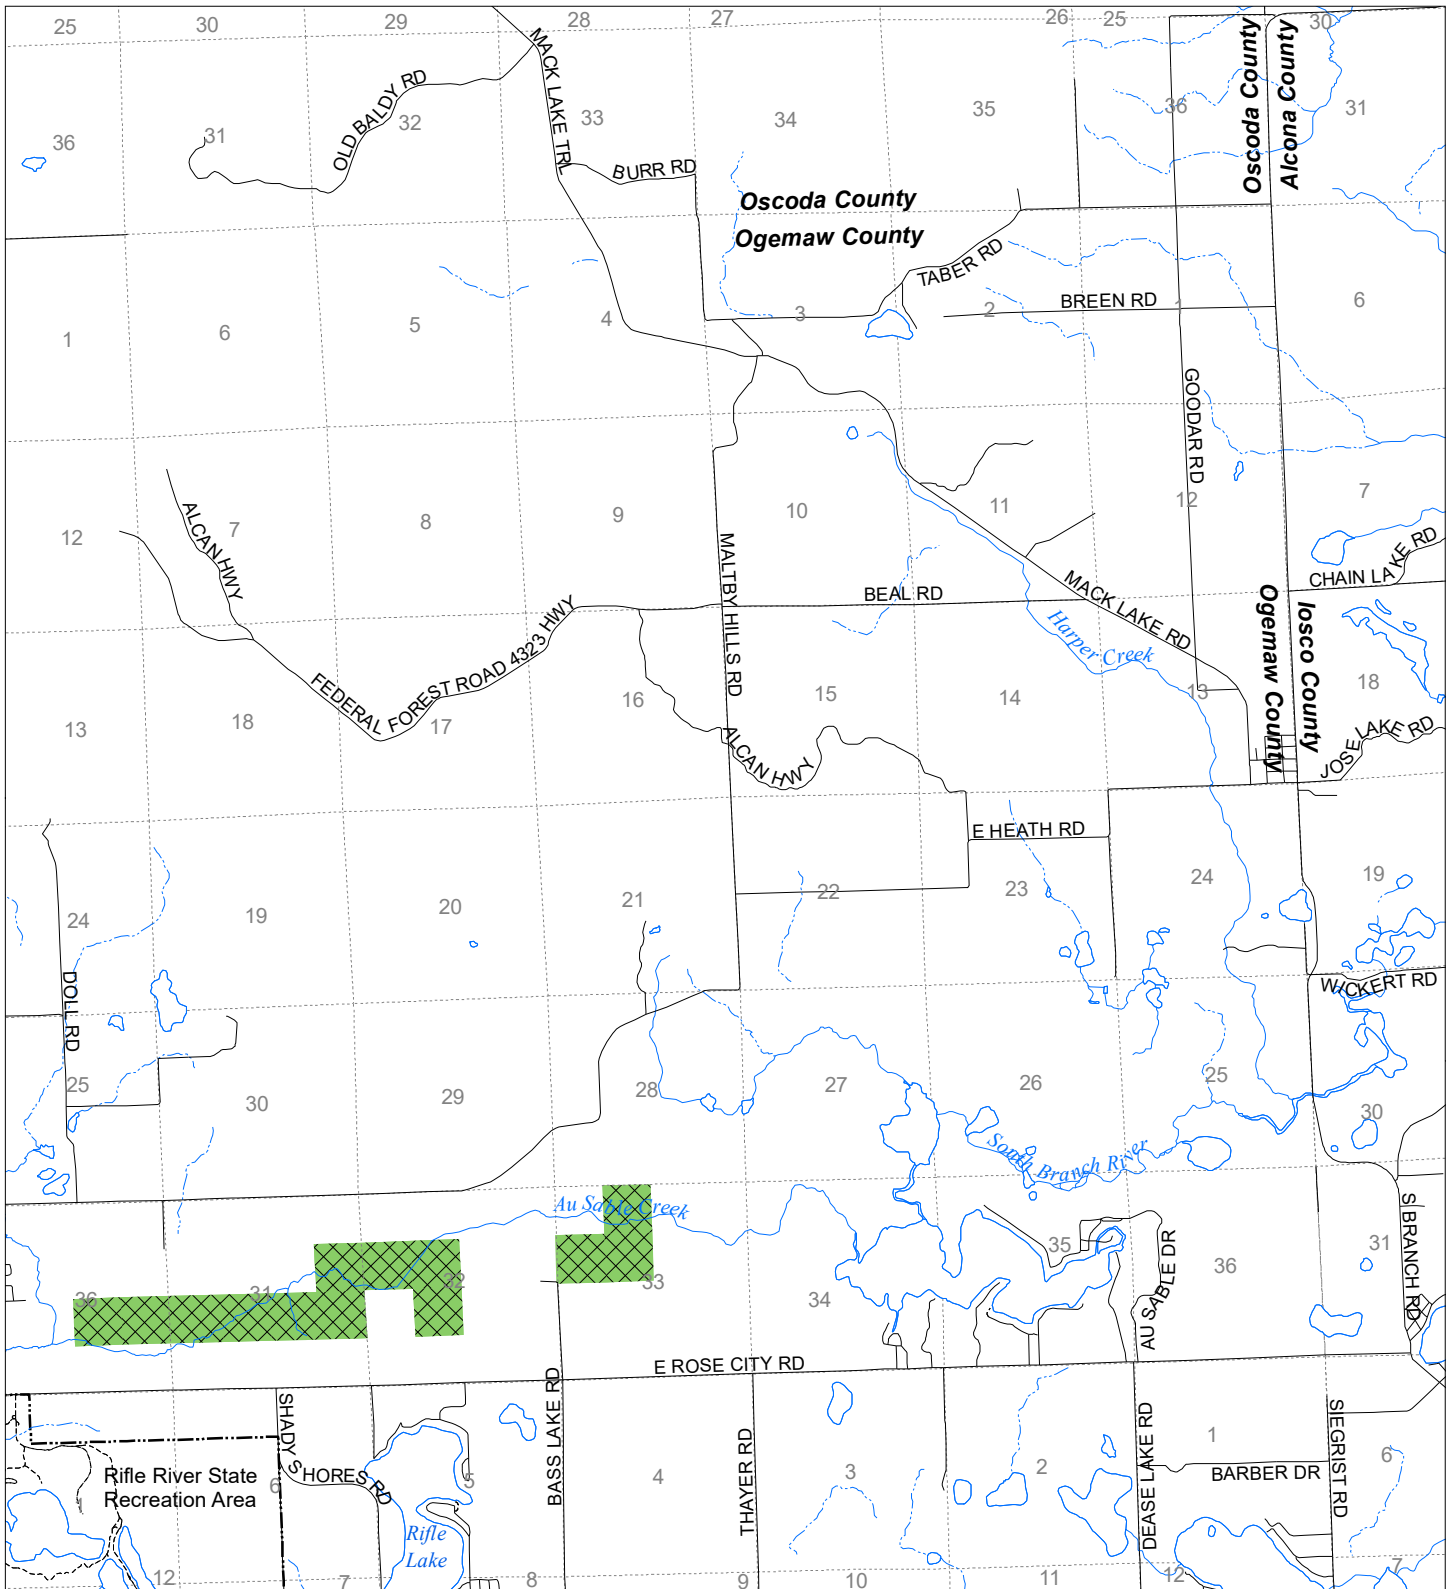 25 30 29 28 27 26 25 30
36 31 32 33 34 35 36 31
OLD BALDY RD
MACK LAKE TRL
BURR RD
Oscoda County
Alcona County
Oscoda County
Ogemaw County
TABER RD
BREEN RD
1 6 5 4 3 2 1 6
GOODAR RD
12 7 8 9 10 11 12 7
ALCAN HWY
MALTBY HILLS RD
BEAL RD
MACK LAKE RD
CHAIN LAKE RD
Harper Creek
Ogemaw County
Iosco County
FEDERAL FOREST ROAD 4323 HWY
13 18 17 16 15 14 13 18
ALCAN HWY
JOSE LAKE RD
E HEATH RD
24 19 20 21 22 23 24 19
DOLL RD
WICKERT RD
25 30 29 28 27 26 25 30
South Branch River
Au Sable Creek
36 31 32 33 34 35 36 31
AU SABLE DR
S BRANCH RD
E ROSE CITY RD
SHADY SHORES RD
BASS LAKE RD
THAYER RD
DEASE LAKE RD
SIEGRIST RD
BARBER DR
6 5 4 3 2 1 6
Rifle River State
Recreation Area
Rifle
Lake
12 7 8 9 10 11 12 7